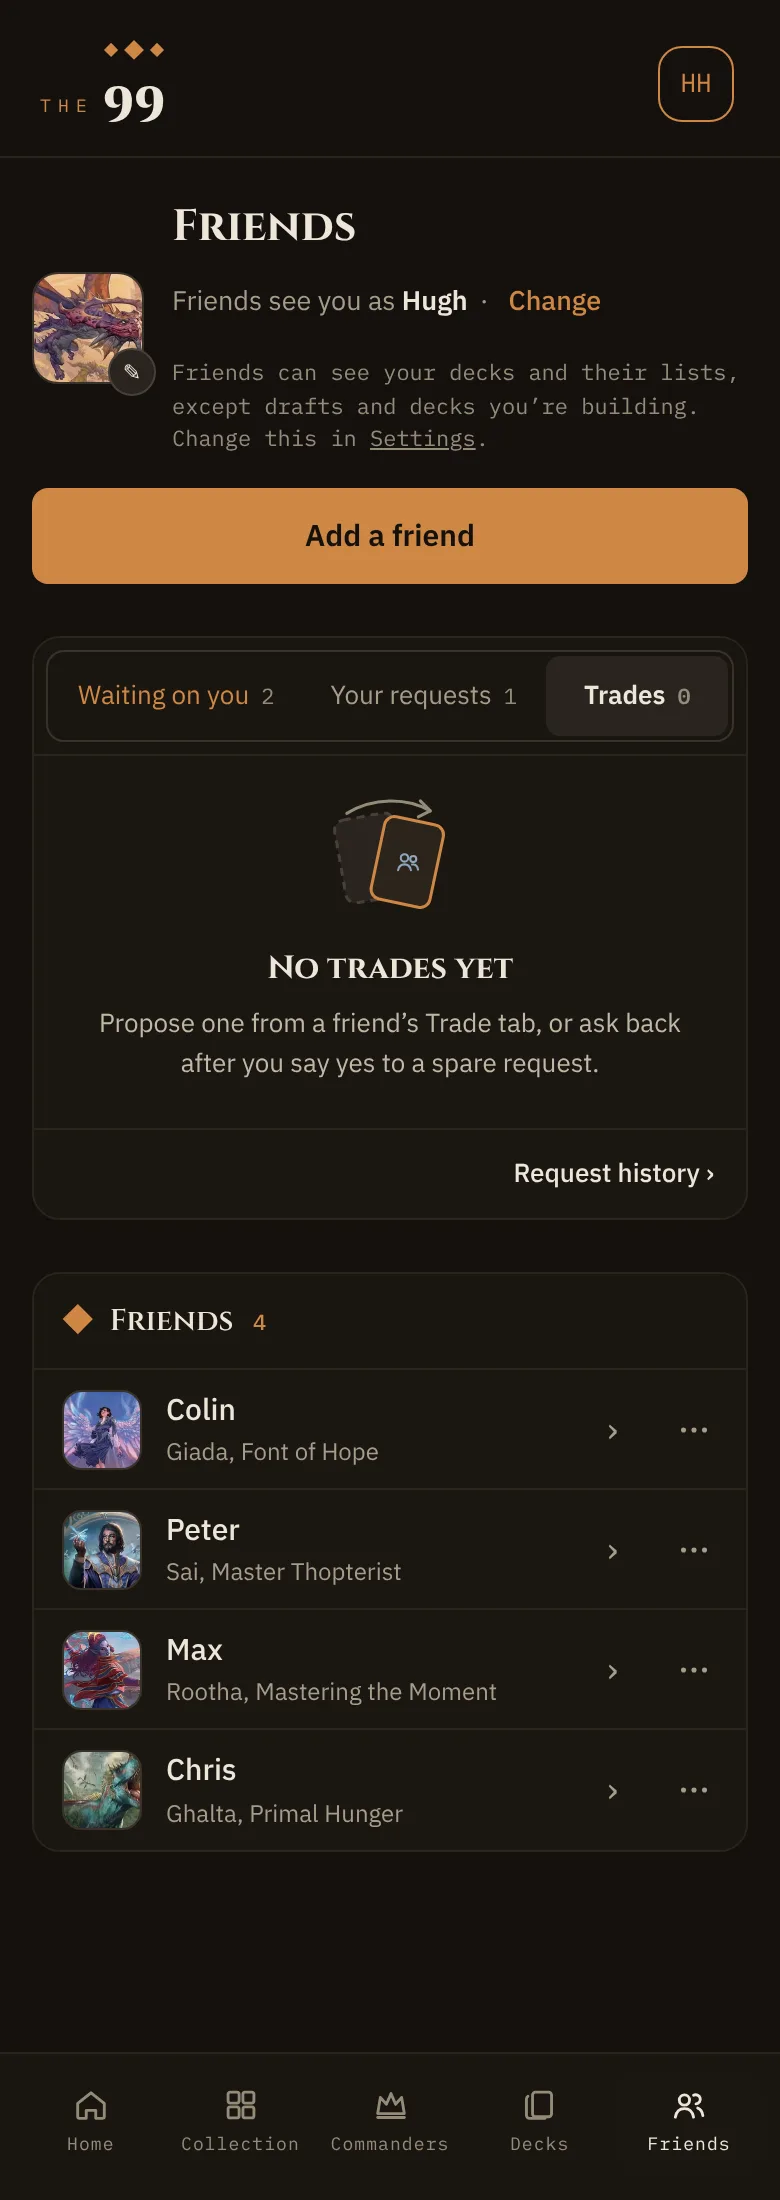 THE 99
HH
Friends
Friends see you as Hugh · Change
Friends can see your decks and their lists,
except drafts and decks you’re building.
Change this in Settings.
Add a friend
Waiting on you 2 Your requests 1 Trades 0
No trades yet
Propose one from a friend’s Trade tab, or ask back
after you say yes to a spare request.
Request history ›
Friends 4
Colin
Giada, Font of Hope
Peter
Sai, Master Thopterist
Max
Rootha, Mastering the Moment
Chris
Ghalta, Primal Hunger
Home Collection Commanders Decks Friends